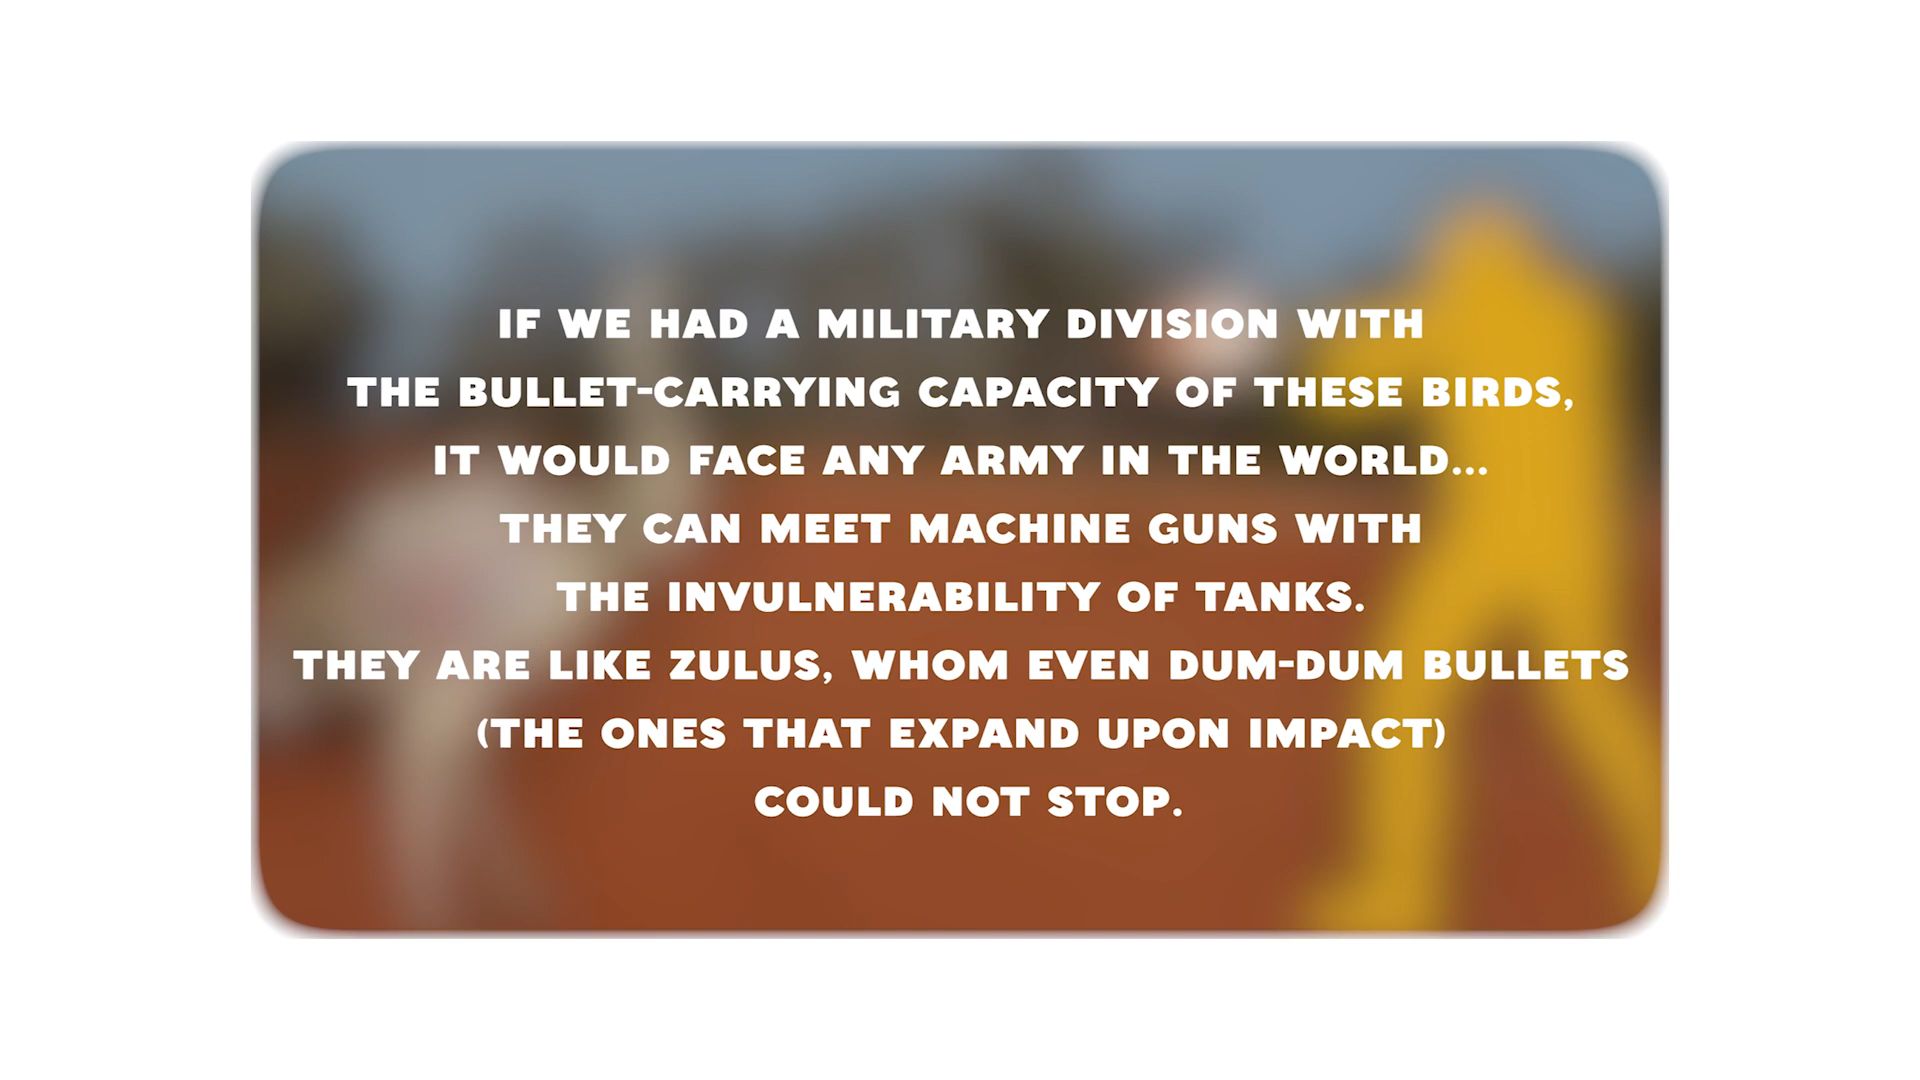 IF WE HAD A MILITARY DIVISION WITH
THE BULLET-CARRYING CAPACITY OF THESE BIRDS,
IT WOULD FACE ANY ARMY IN THE WORLD...
THEY CAN MEET MACHINE GUNS WITH
THE INVULNERABILITY OF TANKS.
THEY ARE LIKE ZULUS, WHOM EVEN DUM-DUM BULLETS
(THE ONES THAT EXPAND UPON IMPACT)
COULD NOT STOP.